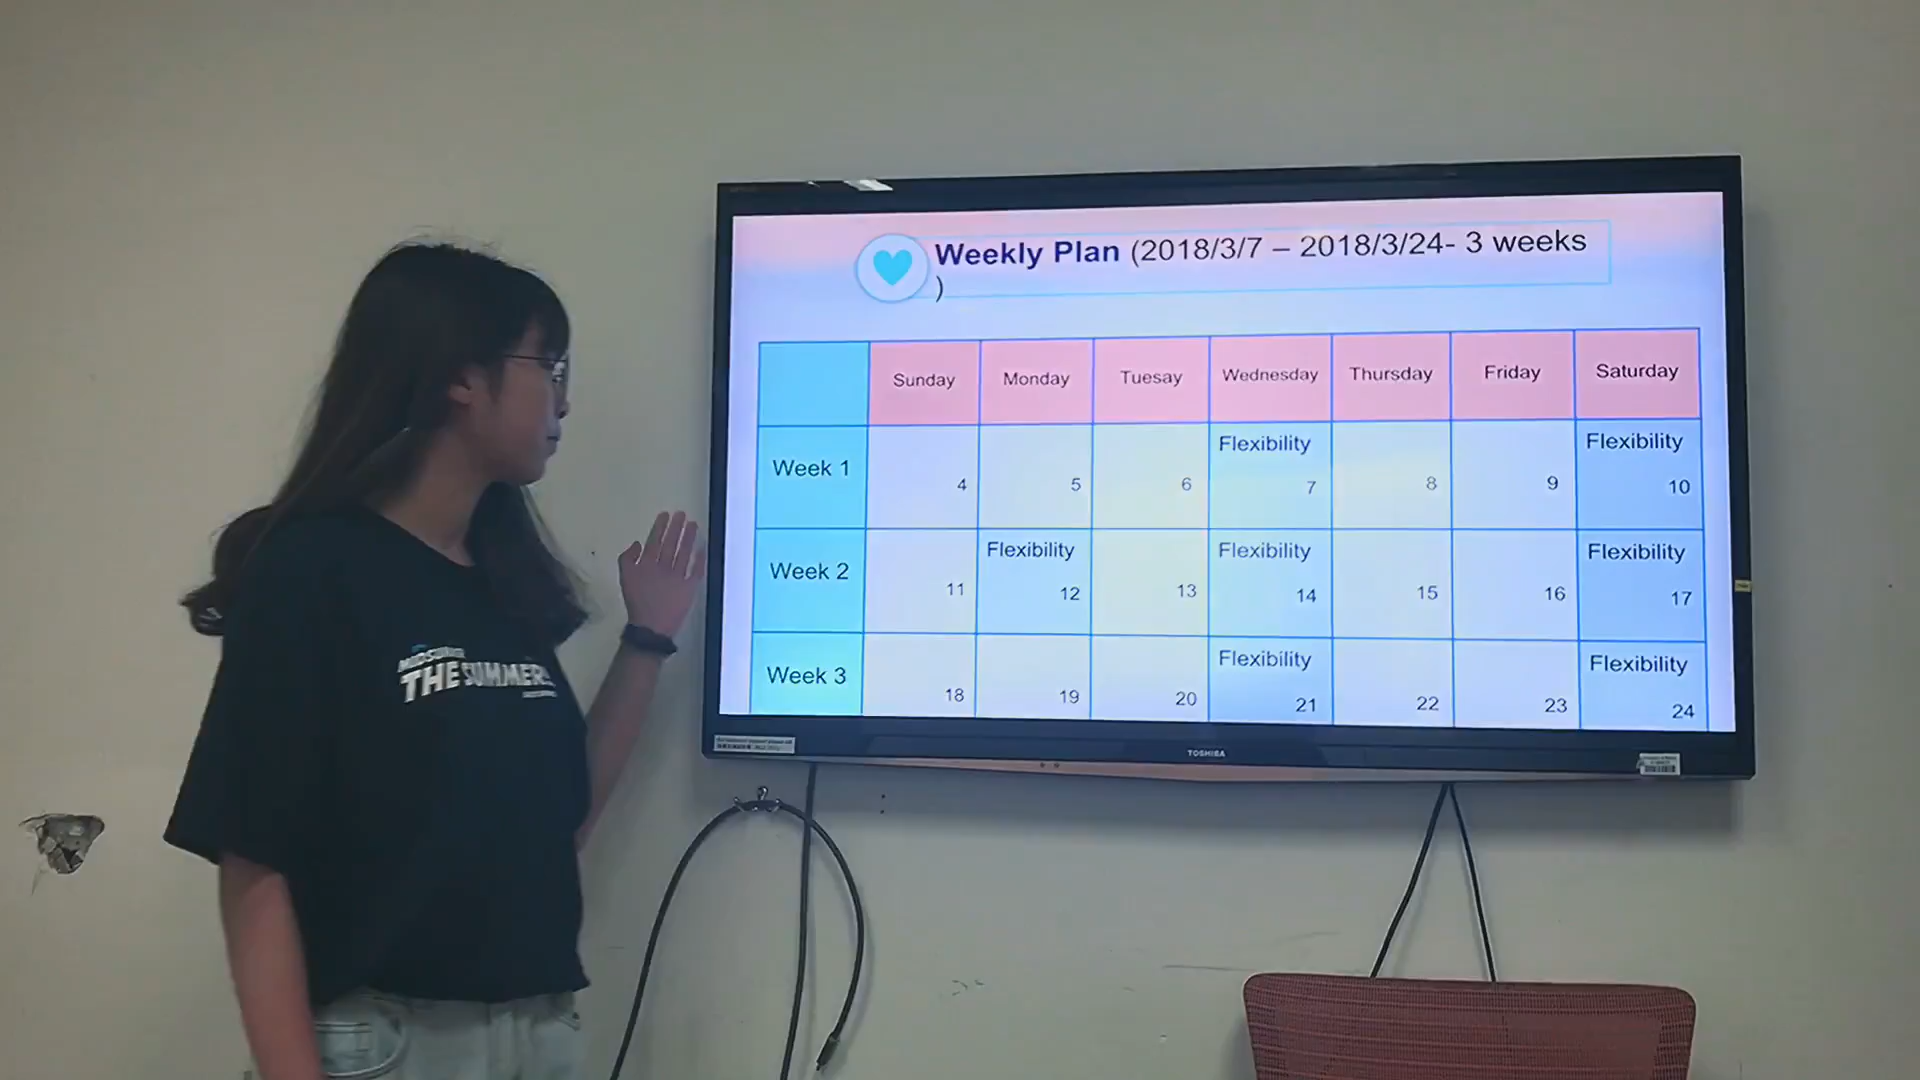 Weekly Plan (2018/3/7 – 2018/3/24- 3 weeks
)
Sunday Monday Tuesay Wednesday Thursday Friday Saturday
Week 1 4 5 6 Flexibility 7 8 9 Flexibility 10
Week 2 11 Flexibility 12 13 Flexibility 14 15 16 Flexibility 17
Week 3 18 19 20 Flexibility 21 22 23 Flexibility 24
TOSHIBA
THE SUMMER